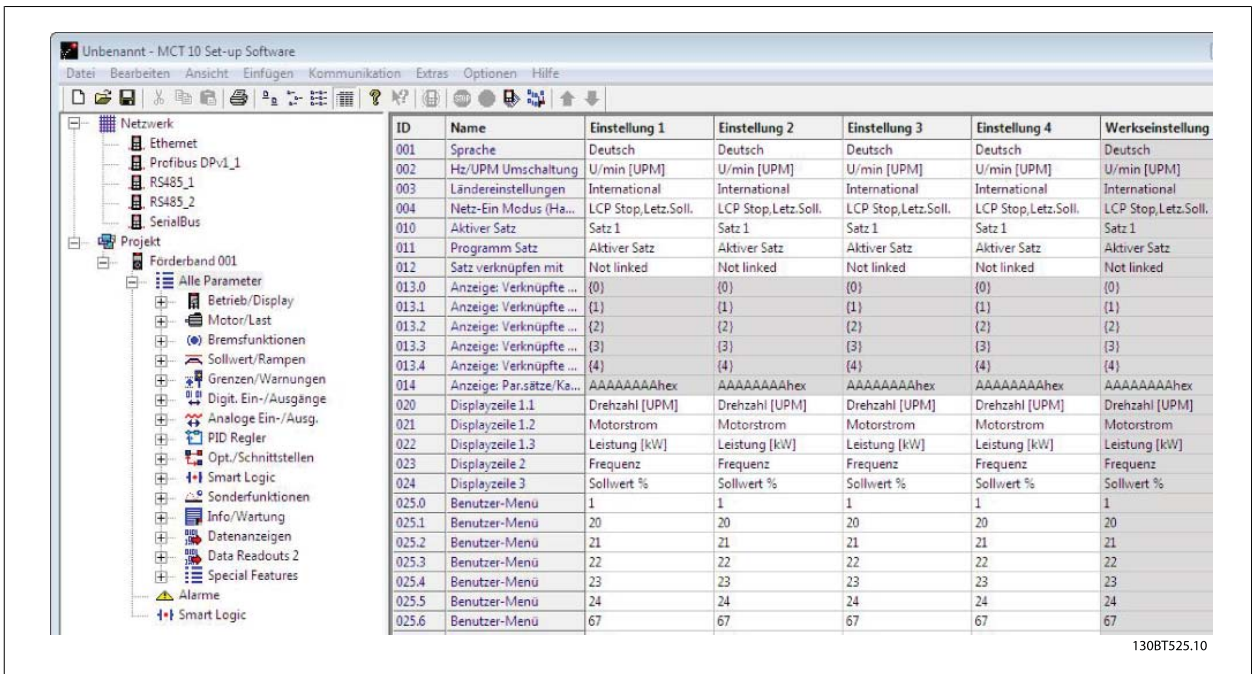 Unbenannt - MCT 10 Set-up Software
Datei Bearbeiten Ansicht Einfügen Kommunikation Extras Optionen Hilfe
Netzwerk
Ethernet
Profibus DPv1_1
RS485_1
RS485_2
SerialBus
Projekt
Förderband 001
Alle Parameter
Betrieb/Display
Motor/Last
Bremsfunktionen
Sollwert/Rampen
Grenzen/Warnungen
Digit. Ein-/Ausgänge
Analoge Ein-/Ausg.
PID Regler
Opt./Schnittstellen
Smart Logic
Sonderfunktionen
Info/Wartung
Datenanzeigen
Data Readouts 2
Special Features
Alarme
Smart Logic
ID Name Einstellung 1 Einstellung 2 Einstellung 3 Einstellung 4 Werkseinstellung
001 Sprache Deutsch Deutsch Deutsch Deutsch Deutsch
002 Hz/UPM Umschaltung U/min [UPM] U/min [UPM] U/min [UPM] U/min [UPM] U/min [UPM]
003 Ländereinstellungen International International International International International
004 Netz-Ein Modus (Ha... LCP Stop,Letz.Soll. LCP Stop,Letz.Soll. LCP Stop,Letz.Soll. LCP Stop,Letz.Soll. LCP Stop,Letz.Soll.
010 Aktiver Satz Satz 1 Satz 1 Satz 1 Satz 1 Satz 1
011 Programm Satz Aktiver Satz Aktiver Satz Aktiver Satz Aktiver Satz Aktiver Satz
012 Satz verknüpfen mit Not linked Not linked Not linked Not linked Not linked
013.0 Anzeige: Verknüpfte ... {0} {0} {0} {0} {0}
013.1 Anzeige: Verknüpfte ... {1} {1} {1} {1} {1}
013.2 Anzeige: Verknüpfte ... {2} {2} {2} {2} {2}
013.3 Anzeige: Verknüpfte ... {3} {3} {3} {3} {3}
013.4 Anzeige: Verknüpfte ... {4} {4} {4} {4} {4}
014 Anzeige: Par.sätze/Ka... AAAAAAAAhex AAAAAAAAhex AAAAAAAAhex AAAAAAAAhex AAAAAAAAhex
020 Displayzeile 1.1 Drehzahl [UPM] Drehzahl [UPM] Drehzahl [UPM] Drehzahl [UPM] Drehzahl [UPM]
021 Displayzeile 1.2 Motorstrom Motorstrom Motorstrom Motorstrom Motorstrom
022 Displayzeile 1.3 Leistung [kW] Leistung [kW] Leistung [kW] Leistung [kW] Leistung [kW]
023 Displayzeile 2 Frequenz Frequenz Frequenz Frequenz Frequenz
024 Displayzeile 3 Sollwert % Sollwert % Sollwert % Sollwert % Sollwert %
025.0 Benutzer-Menü 1 1 1 1 1
025.1 Benutzer-Menü 20 20 20 20 20
025.2 Benutzer-Menü 21 21 21 21 21
025.3 Benutzer-Menü 22 22 22 22 22
025.4 Benutzer-Menü 23 23 23 23 23
025.5 Benutzer-Menü 24 24 24 24 24
025.6 Benutzer-Menü 67 67 67 67 67
130BT525.10